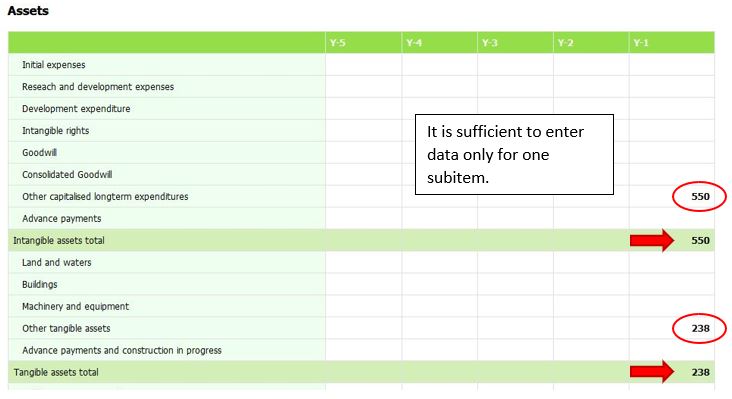 Assets
Y-5 Y-4 Y-3 Y-2 Y-1
Initial expenses
Reseach and development expenses
Development expenditure
Intangible rights
Goodwill
Consolidated Goodwill
Other capitalised longterm expenditures 550
Advance payments
Intangible assets total 550
Land and waters
Buildings
Machinery and equipment
Other tangible assets 238
Advance payments and construction in progress
Tangible assets total 238
It is sufficient to enter
data only for one
subitem.